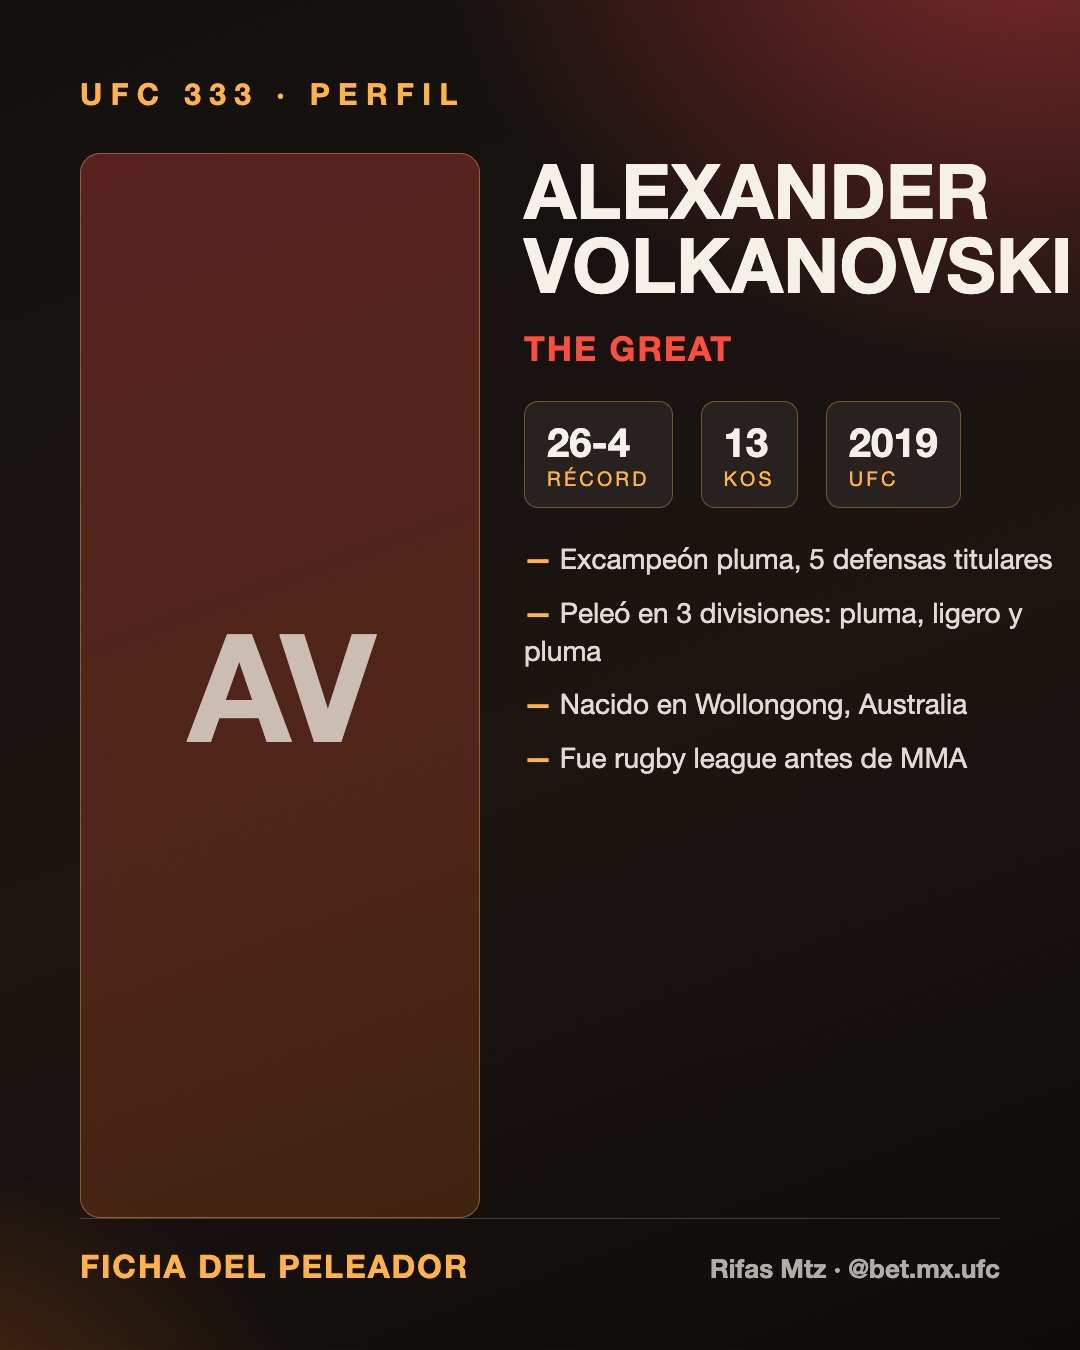 UFC 333 · PERFIL
AV
ALEXANDER
VOLKANOVSKI
THE GREAT
26-4
RÉCORD
13
KOS
2019
UFC
— Excampeón pluma, 5 defensas titulares
— Peleó en 3 divisiones: pluma, ligero y
pluma
— Nacido en Wollongong, Australia
— Fue rugby league antes de MMA
FICHA DEL PELEADOR
Rifas Mtz · @bet.mx.ufc